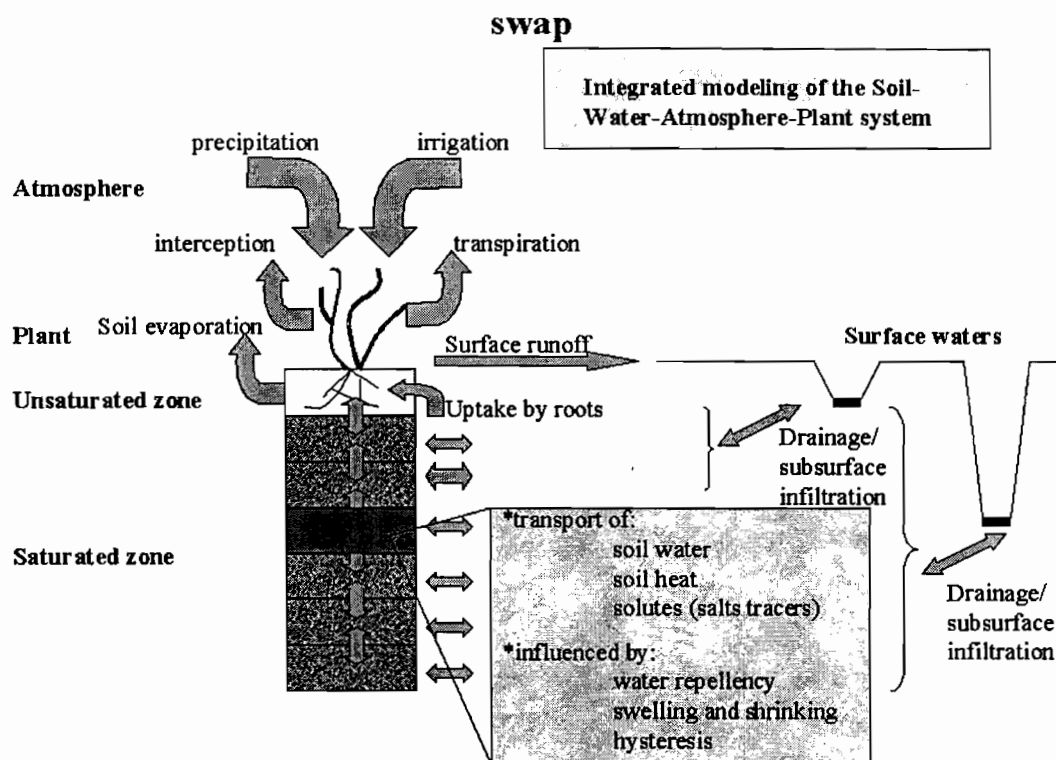 swap
Integrated modeling of the Soil-
Water-Atmosphere-Plant system
precipitation
irrigation
Atmosphere
interception
transpiration
Plant
Soil evaporation
Surface runoff
Surface waters
Unsaturated zone
Uptake by roots
Drainage/
subsurface
infiltration
Saturated zone
*transport of:
soil water
soil heat
solutes (salts tracers)
*influenced by:
water repellency
swelling and shrinking
hysteresis
Drainage/
subsurface
infiltration